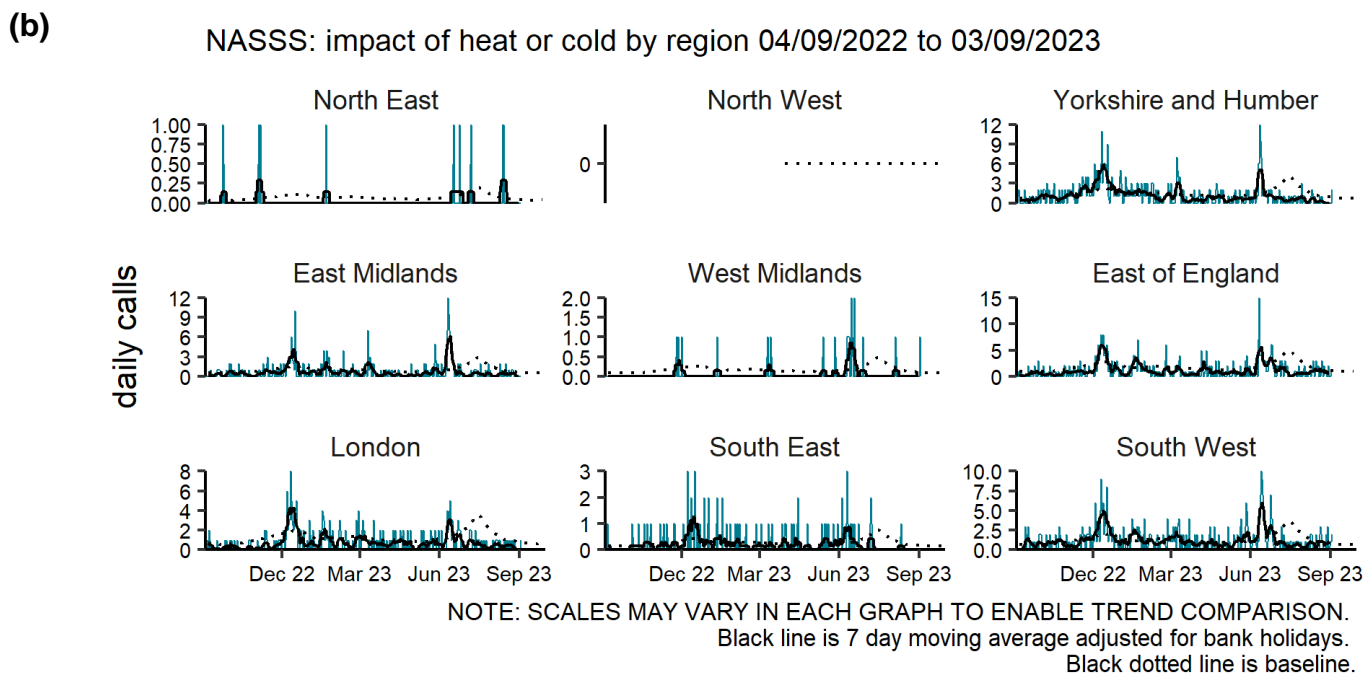 (b)
NASSS: impact of heat or cold by region 04/09/2022 to 03/09/2023
North East
North West
Yorkshire and Humber
1.00
0.75
0.50
0.25
0.00
0
12
9
6
3
0
daily calls
East Midlands
West Midlands
East of England
12
9
6
3
0
2.0
1.5
1.0
0.5
0.0
15
10
5
0
London
South East
South West
8
6
4
2
0
3
2
1
0
10.0
7.5
5.0
2.5
0.0
Dec 22 Mar 23 Jun 23 Sep 23
Dec 22 Mar 23 Jun 23 Sep 23
Dec 22 Mar 23 Jun 23 Sep 23
NOTE: SCALES MAY VARY IN EACH GRAPH TO ENABLE TREND COMPARISON.
Black line is 7 day moving average adjusted for bank holidays.
Black dotted line is baseline.